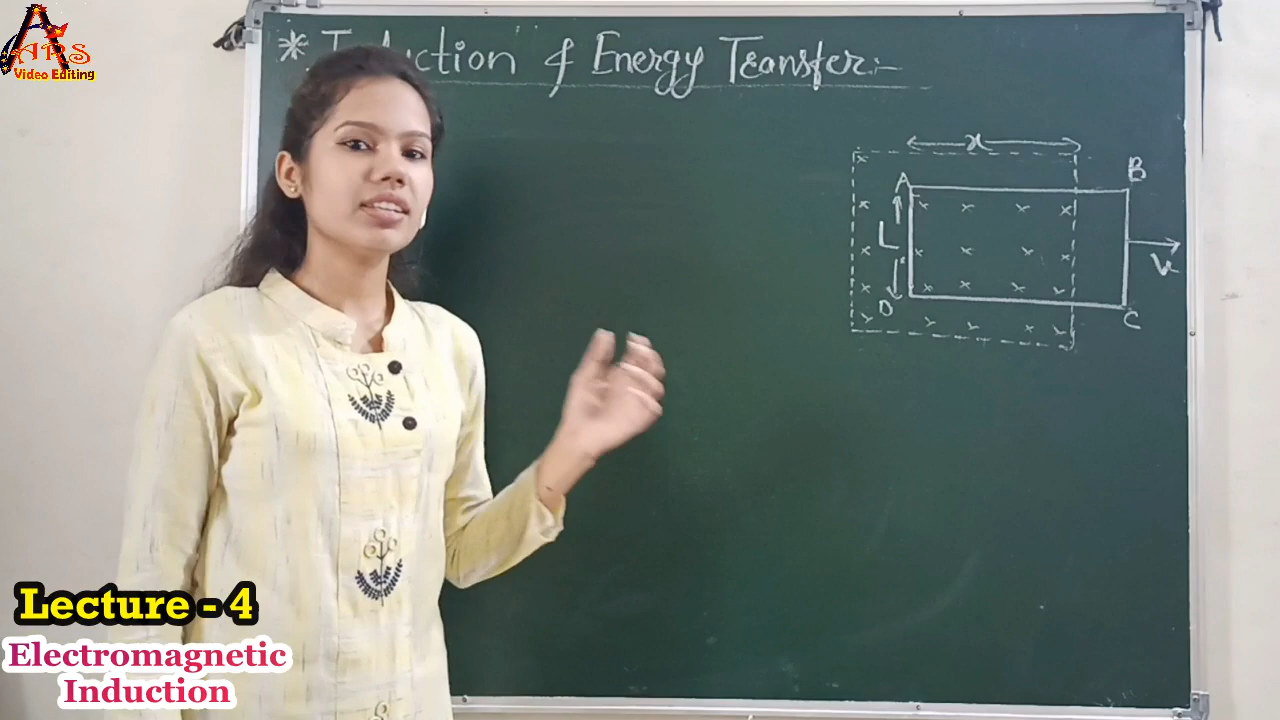 ARS
Video Editing
* Induction & Energy Transfer:-
x
A
B
L
v
D
C
Lecture - 4
Electromagnetic
Induction